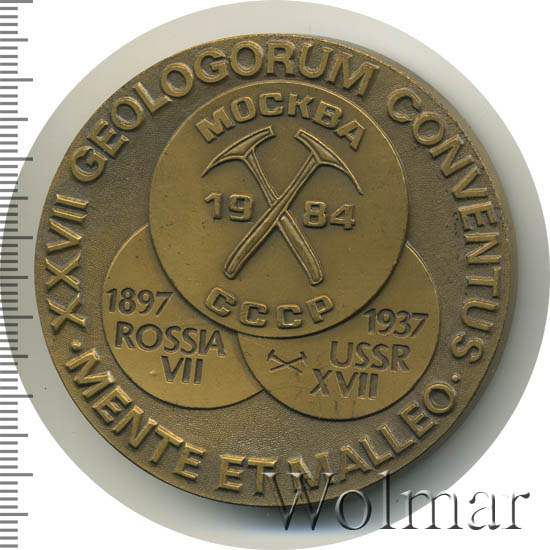 · XXVII GEOLOGORUM CONVENTUS ·
MENTE ET MALLEO
МОСКВА
19 84
СССР
1897
ROSSIA
VII
1937
USSR
XVII
Wolmar